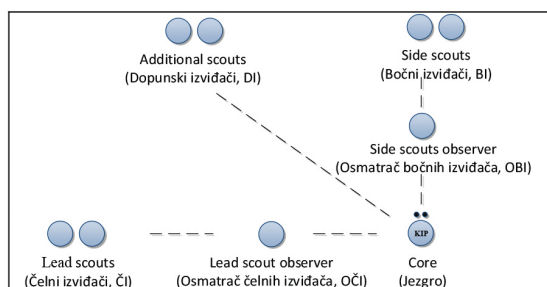 Additional scouts
(Dopunski izviđači, DI)
Side scouts
(Bočni izviđači, BI)
Side scouts observer
(Osmatrač bočnih izviđača, OBI)
KIP
Lead scouts
(Čelni izviđači, ČI)
Lead scout observer
(Osmatrač čelnih izviđača, OČI)
Core
(Jezgro)